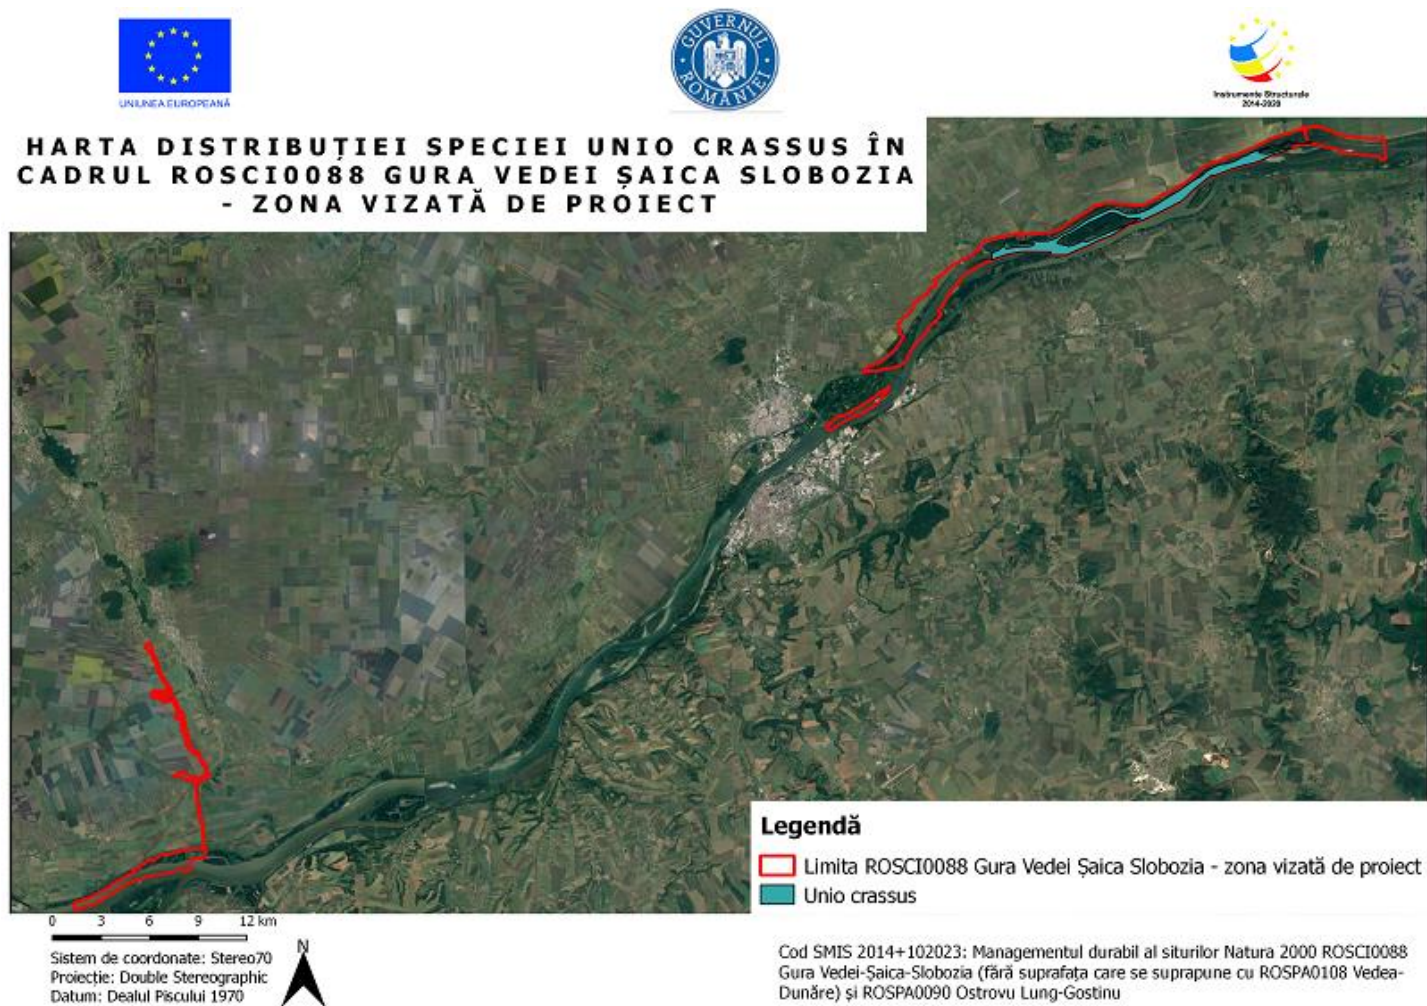 UNIUNEA EUROPEANĂ
GUVERNUL ROMÂNIEI
Instrumente Structurale
2014-2020
HARTA DISTRIBUȚIEI SPECIEI UNIO CRASSUS ÎN
CADRUL ROSCI0088 GURA VEDEI ȘAICA SLOBOZIA
- ZONA VIZATĂ DE PROIECT
Legendă
Limita ROSCI0088 Gura Vedei Șaica Slobozia - zona vizată de proiect
Unio crassus
0 3 6 9 12 km
N
Sistem de coordonate: Stereo70
Proiecție: Double Stereographic
Datum: Dealul Piscului 1970
Cod SMIS 2014+102023: Managementul durabil al siturilor Natura 2000 ROSCI0088
Gura Vedei-Șaica-Slobozia (fără suprafața care se suprapune cu ROSPA0108 Vedea-
Dunăre) și ROSPA0090 Ostrovu Lung-Gostinu